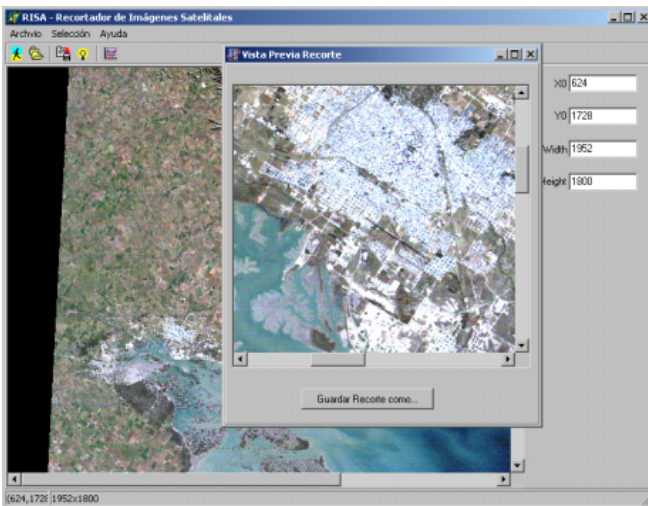 RISA - Recortador de Imágenes Satelitales
Archvio Selección Ayuda
Vista Previa Recorte
X0 624
Y0 1728
Width 1952
Height 1800
Guardar Recorte como...
(624,1728 1952x1800